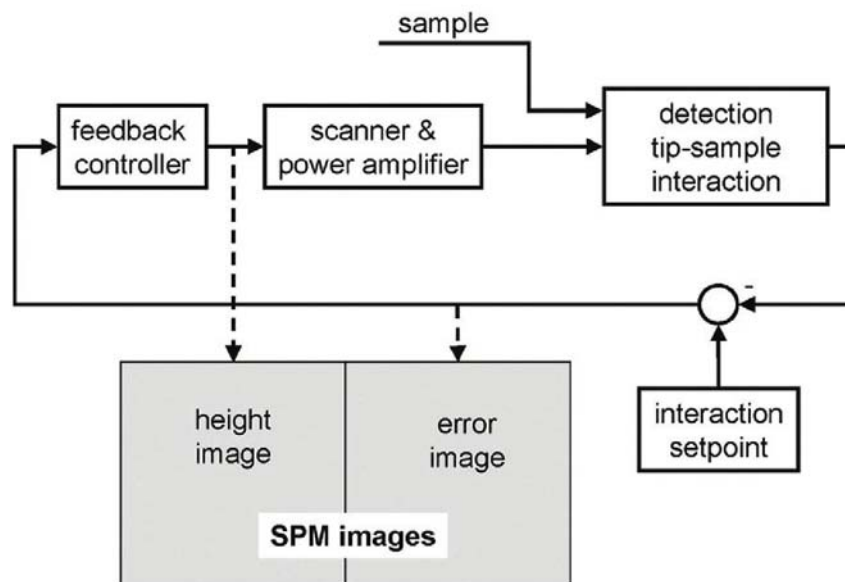 sample
feedback
controller
scanner &
power amplifier
detection
tip-sample
interaction
-
interaction
setpoint
height
image
error
image
SPM images